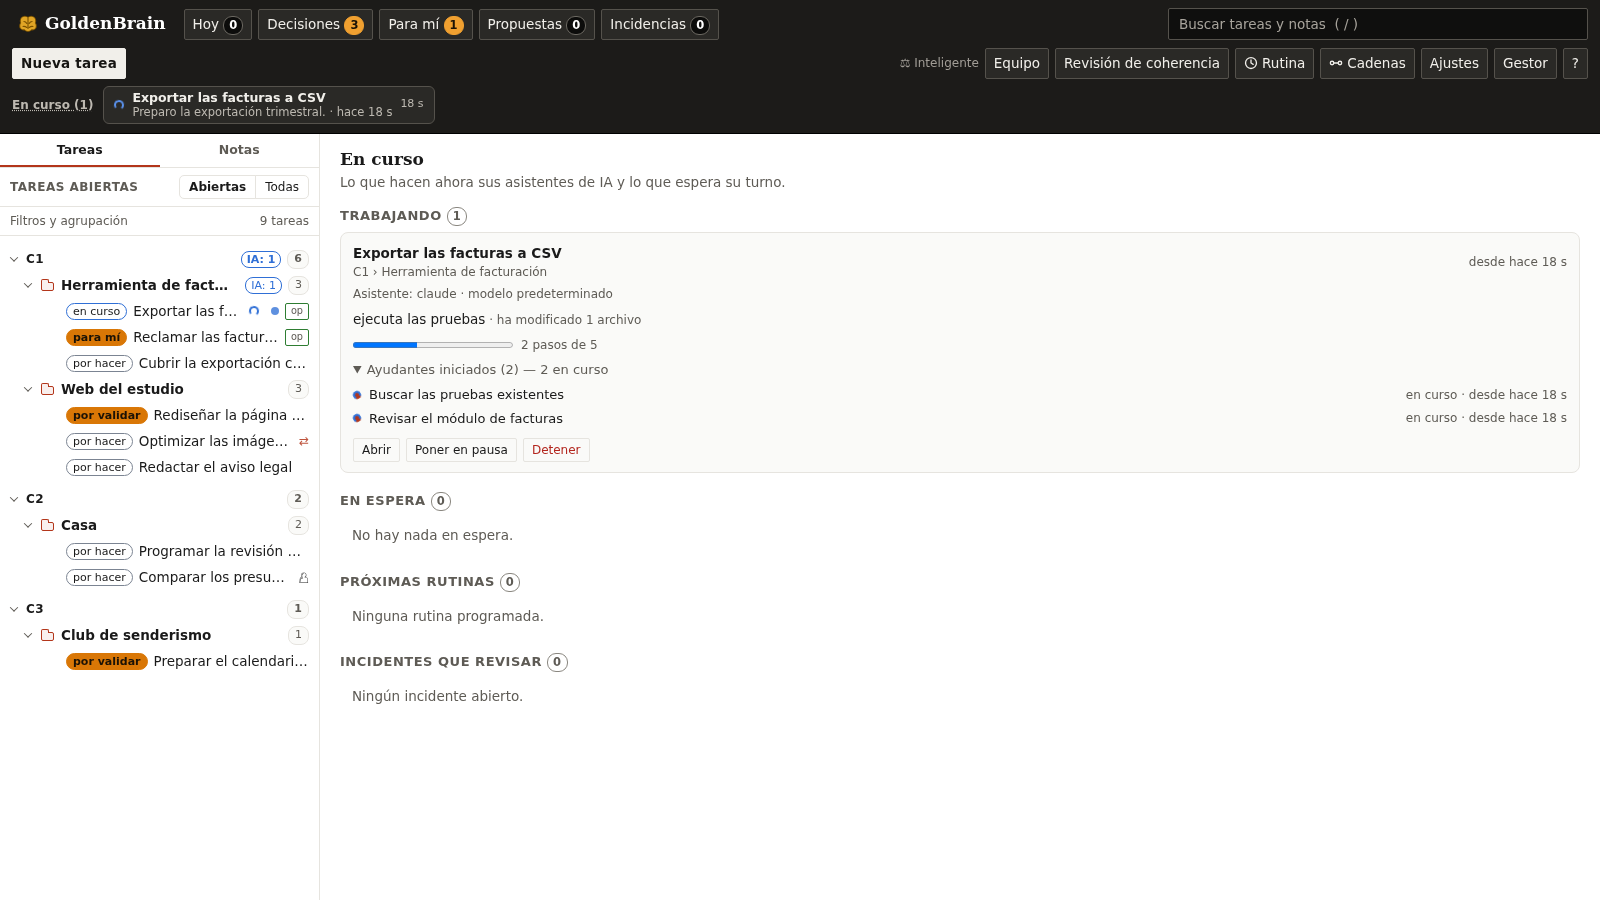 GoldenBrain
Hoy 0
Decisiones 3
Para mí 1
Propuestas 0
Incidencias 0
Buscar tareas y notas ( / )
Nueva tarea
Inteligente
Equipo
Revisión de coherencia
Rutina
Cadenas
Ajustes
Gestor
?
En curso (1)
Exportar las facturas a CSV
Preparo la exportación trimestral. · hace 18 s
18 s
Tareas
Notas
TAREAS ABIERTAS
Abiertas
Todas
Filtros y agrupación
9 tareas
C1 IA: 1 6
Herramienta de fact… IA: 1 3
en curso Exportar las f… op
para mí Reclamar las factur… op
por hacer Cubrir la exportación c…
Web del estudio 3
por validar Rediseñar la página …
por hacer Optimizar las imáge…
por hacer Redactar el aviso legal
C2 2
Casa 2
por hacer Programar la revisión …
por hacer Comparar los presu…
C3 1
Club de senderismo 1
por validar Preparar el calendari…
En curso
Lo que hacen ahora sus asistentes de IA y lo que espera su turno.
TRABAJANDO 1
Exportar las facturas a CSV
desde hace 18 s
C1 › Herramienta de facturación
Asistente: claude · modelo predeterminado
ejecuta las pruebas · ha modificado 1 archivo
2 pasos de 5
Ayudantes iniciados (2) — 2 en curso
Buscar las pruebas existentes
en curso · desde hace 18 s
Revisar el módulo de facturas
en curso · desde hace 18 s
Abrir
Poner en pausa
Detener
EN ESPERA 0
No hay nada en espera.
PRÓXIMAS RUTINAS 0
Ninguna rutina programada.
INCIDENTES QUE REVISAR 0
Ningún incidente abierto.